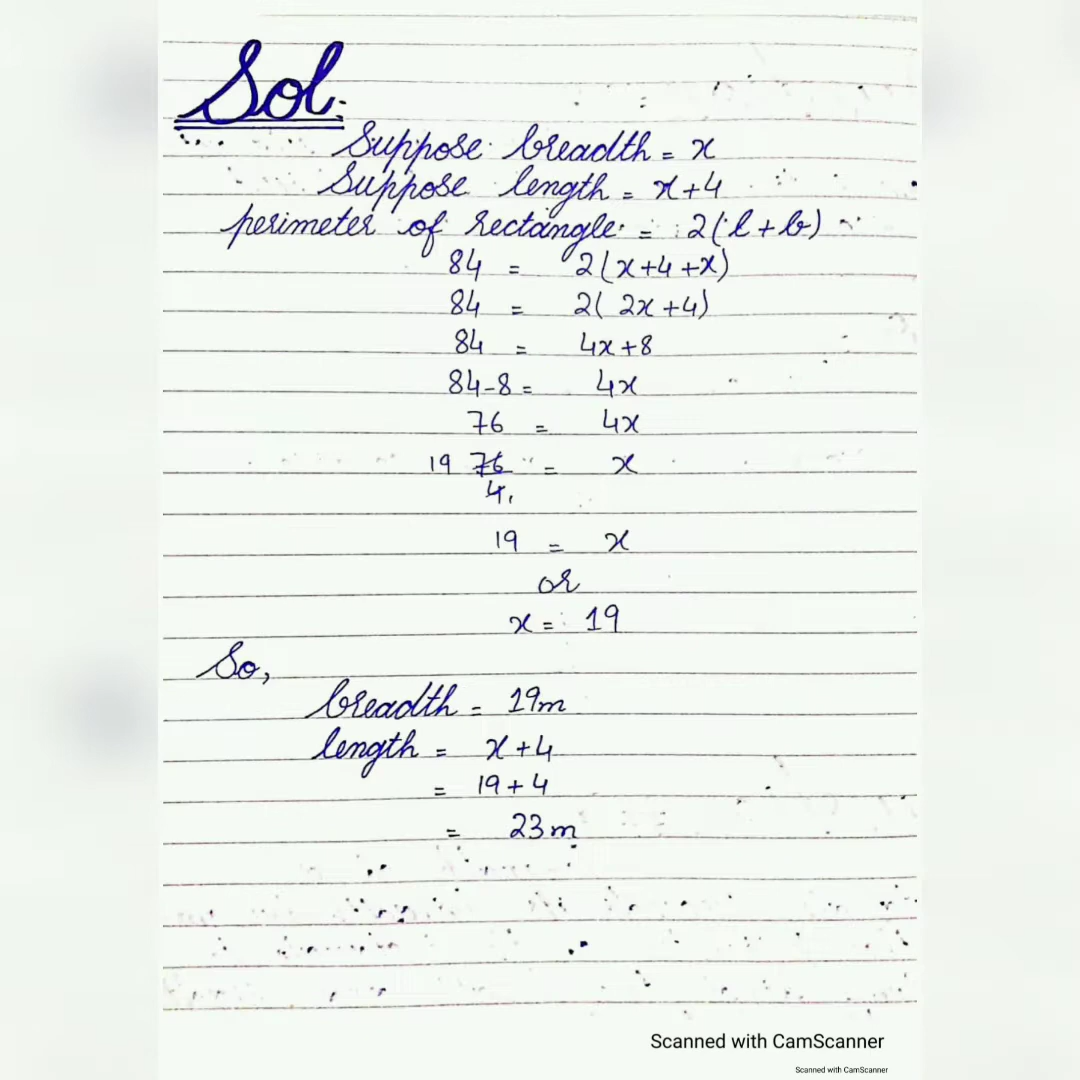 Sol.
Suppose breadth = x
Suppose length = x+4
perimeter of rectangle = 2(l+b)
84 = 2(x+4+x)
84 = 2(2x+4)
84 = 4x+8
84-8 = 4x
76 = 4x
19 76 = x
4
19 = x
or
x = 19
So,
breadth = 19m
length = x+4
= 19+4
= 23m
Scanned with CamScanner
Scanned with CamScanner